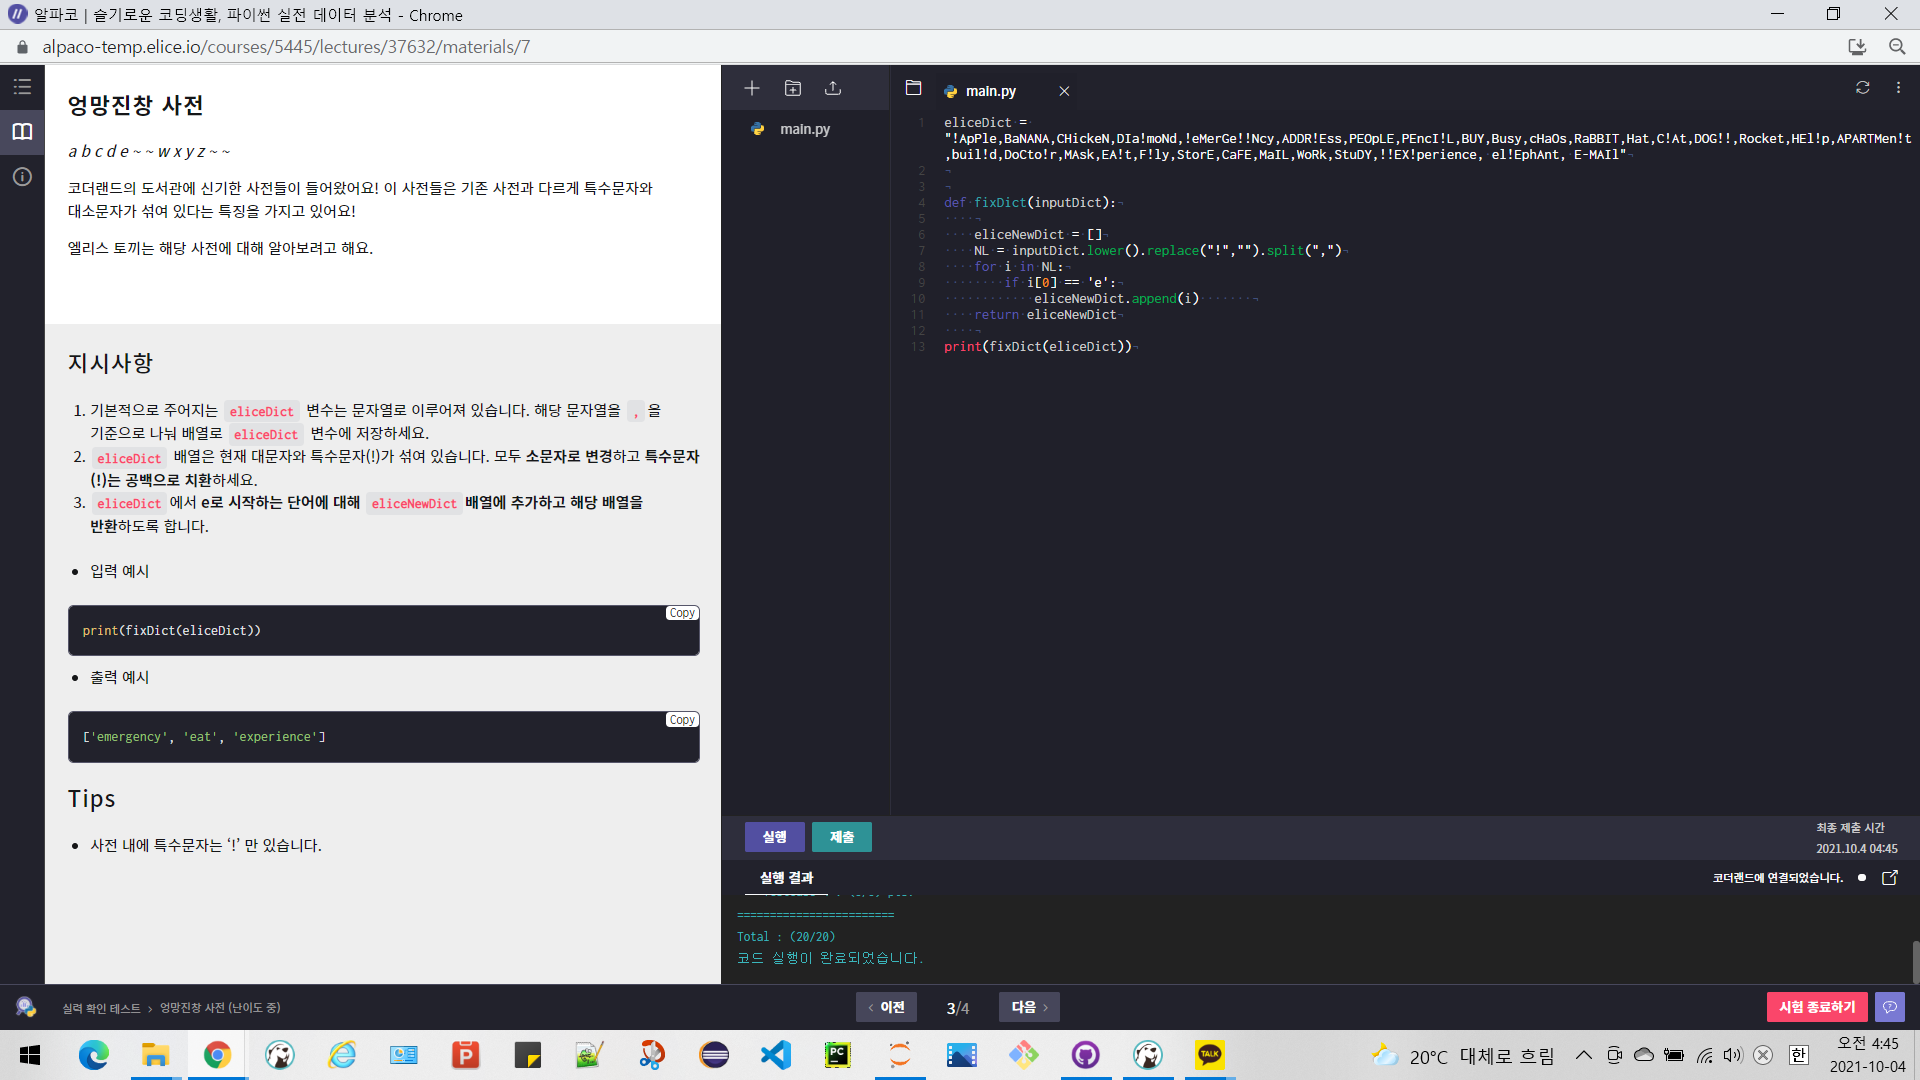 알파코 | 슬기로운 코딩생활, 파이썬 실전 데이터 분석 - Chrome
alpaco-temp.elice.io/courses/5445/lectures/37632/materials/7
엉망진창 사전
a b c d e ~ ~ w x y z ~ ~
코더랜드의 도서관에 신기한 사전들이 들어왔어요! 이 사전들은 기존 사전과 다르게 특수문자와
대소문자가 섞여 있다는 특징을 가지고 있어요!
엘리스 토끼는 해당 사전에 대해 알아보려고 해요.
지시사항
1. 기본적으로 주어지는 eliceDict 변수는 문자열로 이루어져 있습니다. 해당 문자열을 , 을
기준으로 나눠 배열로 eliceDict 변수에 저장하세요.
2. eliceDict 배열은 현재 대문자와 특수문자(!)가 섞여 있습니다. 모두 소문자로 변경하고 특수문자
(!)는 공백으로 치환하세요.
3. eliceDict 에서 e로 시작하는 단어에 대해 eliceNewDict 배열에 추가하고 해당 배열을
반환하도록 합니다.
• 입력 예시
Copy
print(fixDict(eliceDict))
• 출력 예시
Copy
['emergency', 'eat', 'experience']
Tips
• 사전 내에 특수문자는 ‘!’ 만 있습니다.
main.py
main.py
1 eliceDict =
"!ApPle,BaNANA,CHickeN,DIa!moNd,!eMerGe!!Ncy,ADDR!Ess,PEOpLE,PEncI!L,BUY,Busy,cHaOs,RaBBIT,Hat,C!At,DOG!!,Rocket,HEl!p,APARTMen!t
,buil!d,DoCto!r,MAsk,EA!t,F!ly,StorE,CaFE,MaIL,WoRk,StuDY,!!EX!perience, el!EphAnt, E-MAIl"
2
3
4 def fixDict(inputDict):
5
6 eliceNewDict = []
7 NL = inputDict.lower().replace("!","").split(",")
8 for i in NL:
9 if i[0] == 'e':
10 eliceNewDict.append(i)
11 return eliceNewDict
12
13 print(fixDict(eliceDict))
실행 제출
최종 제출 시간
2021.10.4 04:45
실행 결과
코더랜드에 연결되었습니다.
========================
Total : (20/20)
코드 실행이 완료되었습니다.
실력 확인 테스트 > 엉망진창 사전 (난이도 중)
< 이전 3/4 다음 >
시험 종료하기
PC
TALK
20°C 대체로 흐림
한
오전 4:45
2021-10-04